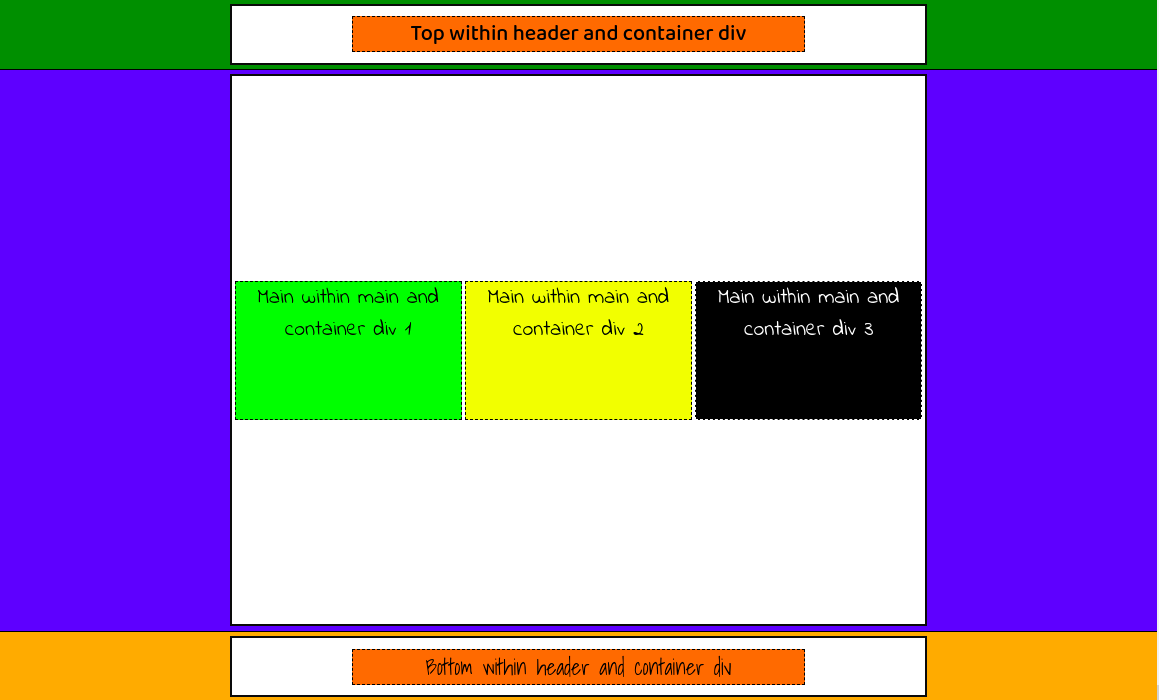 Top within header and container div
Main within main and
container div 1
Main within main and
container div 2
Main within main and
container div 3
Bottom within header and container div